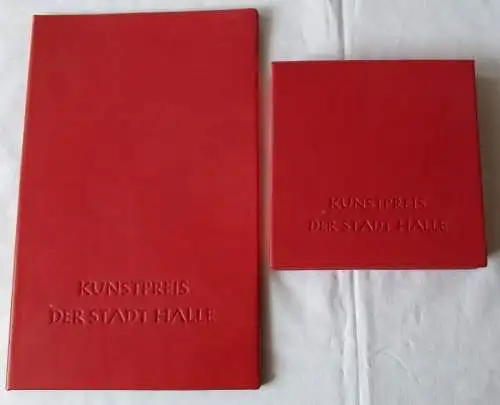 KUNSTPREIS
DER STADT HALLE
KUNSTPREIS
DER STADT HALLE